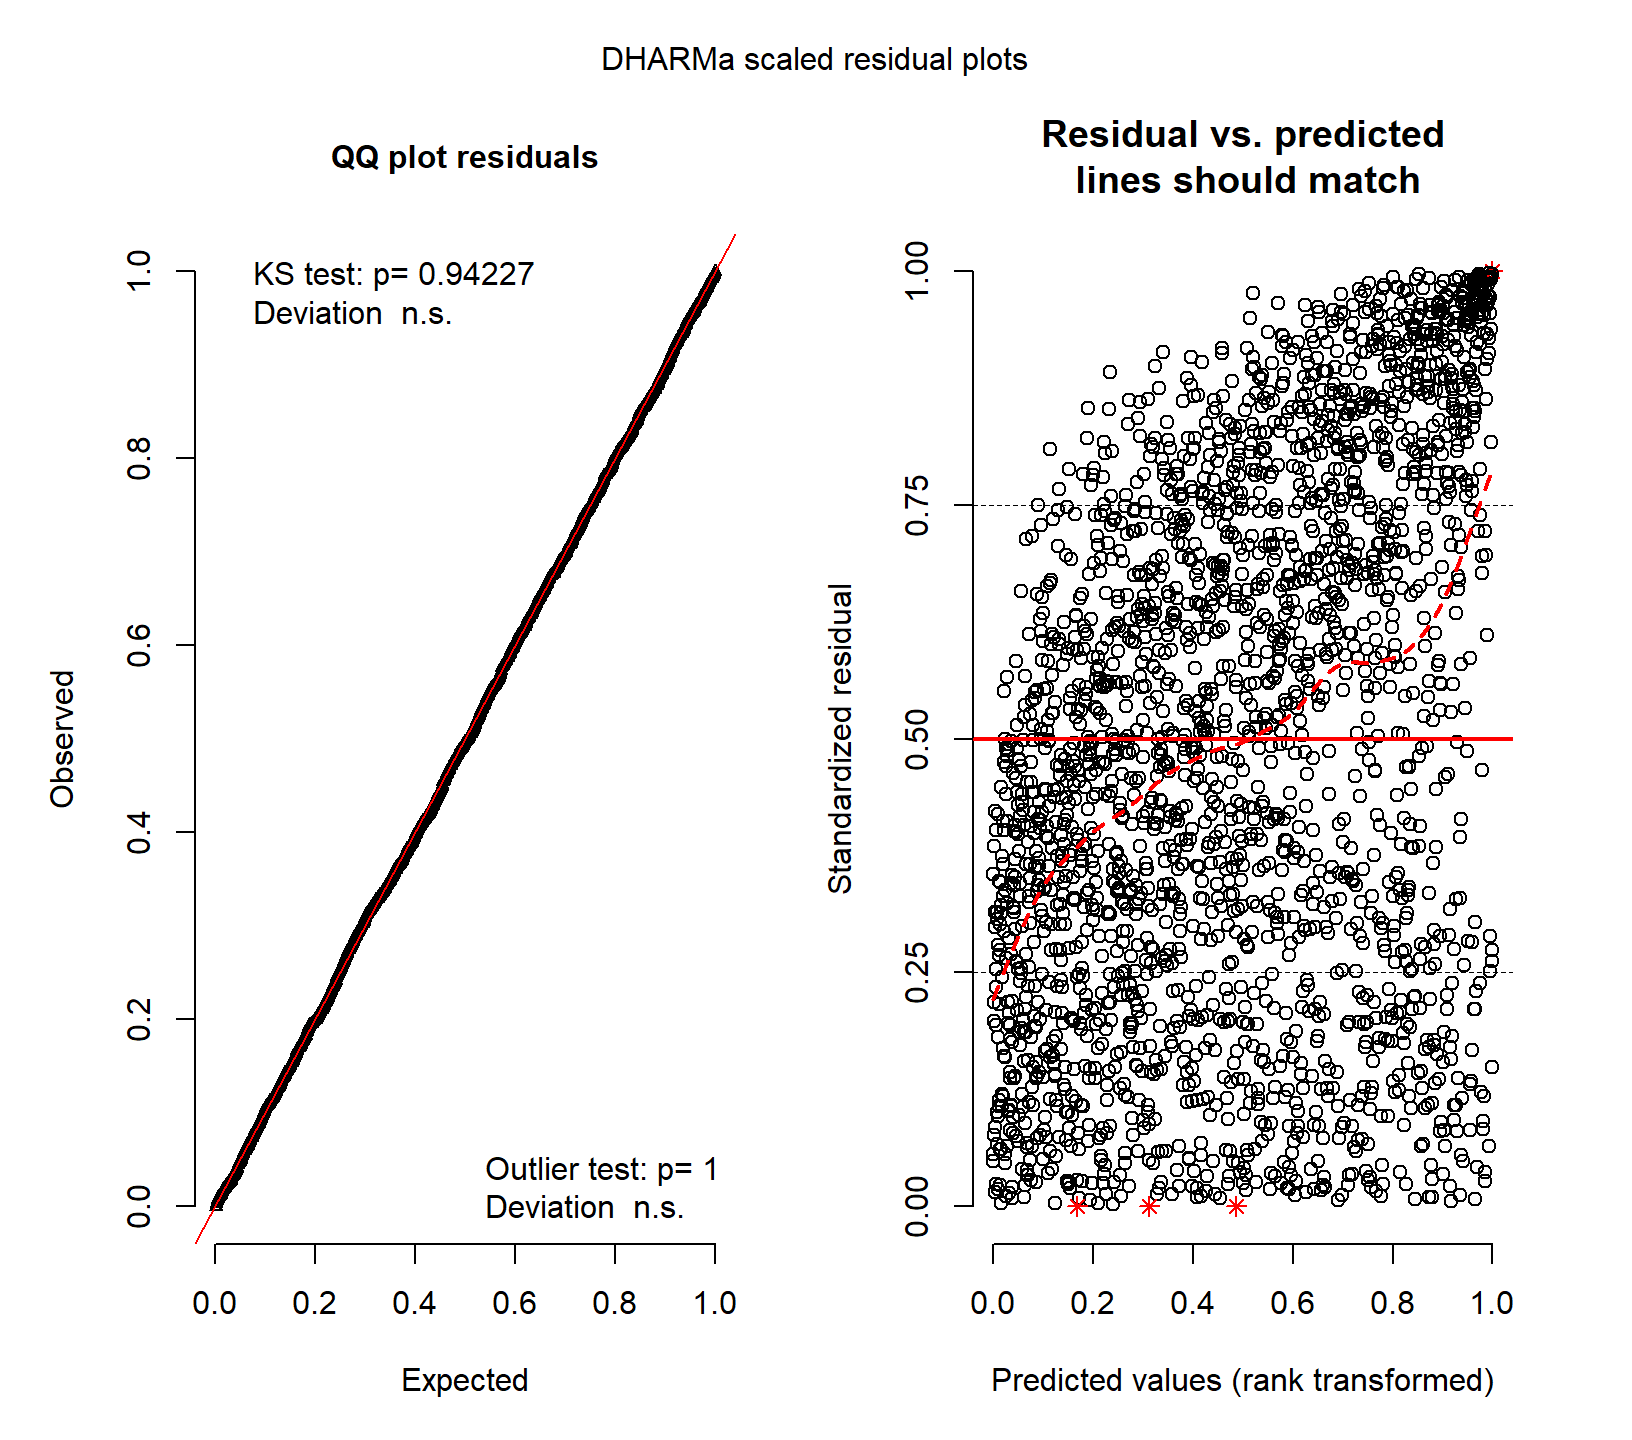 DHARMa scaled residual plots
QQ plot residuals
KS test: p= 0.94227
Deviation  n.s.
Outlier test: p= 1
Deviation  n.s.
Observed
0.0 0.2 0.4 0.6 0.8 1.0
0.0 0.2 0.4 0.6 0.8 1.0
Expected
Residual vs. predicted
lines should match
Standardized residual
0.00 0.25 0.50 0.75 1.00
0.0 0.2 0.4 0.6 0.8 1.0
Predicted values (rank transformed)